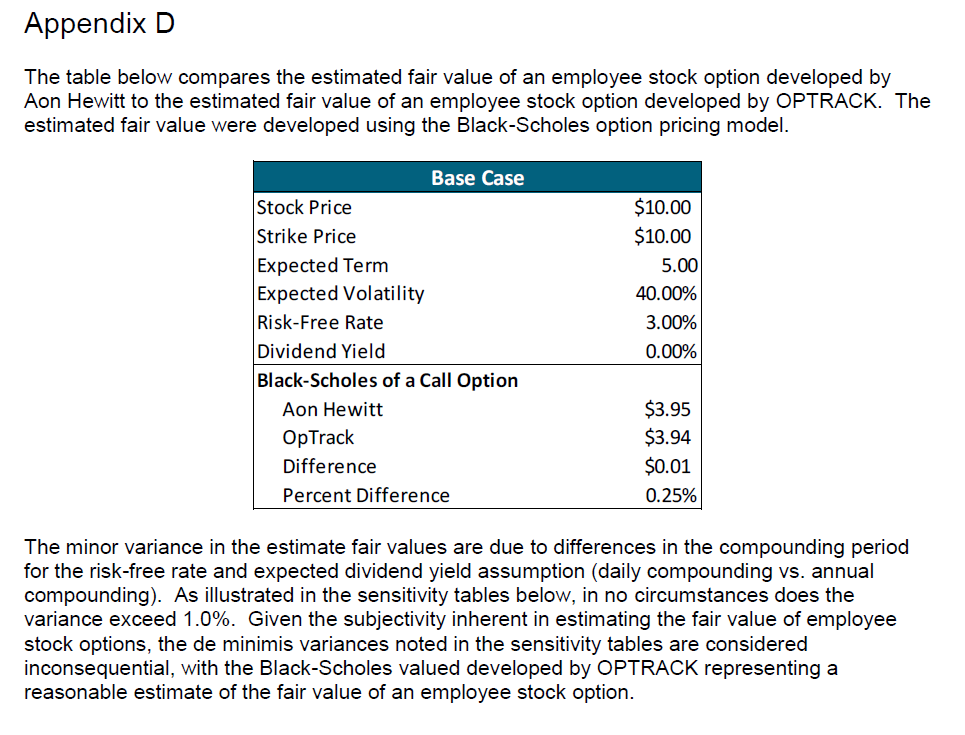 Appendix D
The table below compares the estimated fair value of an employee stock option developed by
Aon Hewitt to the estimated fair value of an employee stock option developed by OPTRACK.  The
estimated fair value were developed using the Black-Scholes option pricing model.
Base Case
Stock Price $10.00
Strike Price $10.00
Expected Term 5.00
Expected Volatility 40.00%
Risk-Free Rate 3.00%
Dividend Yield 0.00%
Black-Scholes of a Call Option
Aon Hewitt $3.95
OpTrack $3.94
Difference $0.01
Percent Difference 0.25%
The minor variance in the estimate fair values are due to differences in the compounding period
for the risk-free rate and expected dividend yield assumption (daily compounding vs. annual
compounding).  As illustrated in the sensitivity tables below, in no circumstances does the
variance exceed 1.0%.  Given the subjectivity inherent in estimating the fair value of employee
stock options, the de minimis variances noted in the sensitivity tables are considered
inconsequential, with the Black-Scholes valued developed by OPTRACK representing a
reasonable estimate of the fair value of an employee stock option.